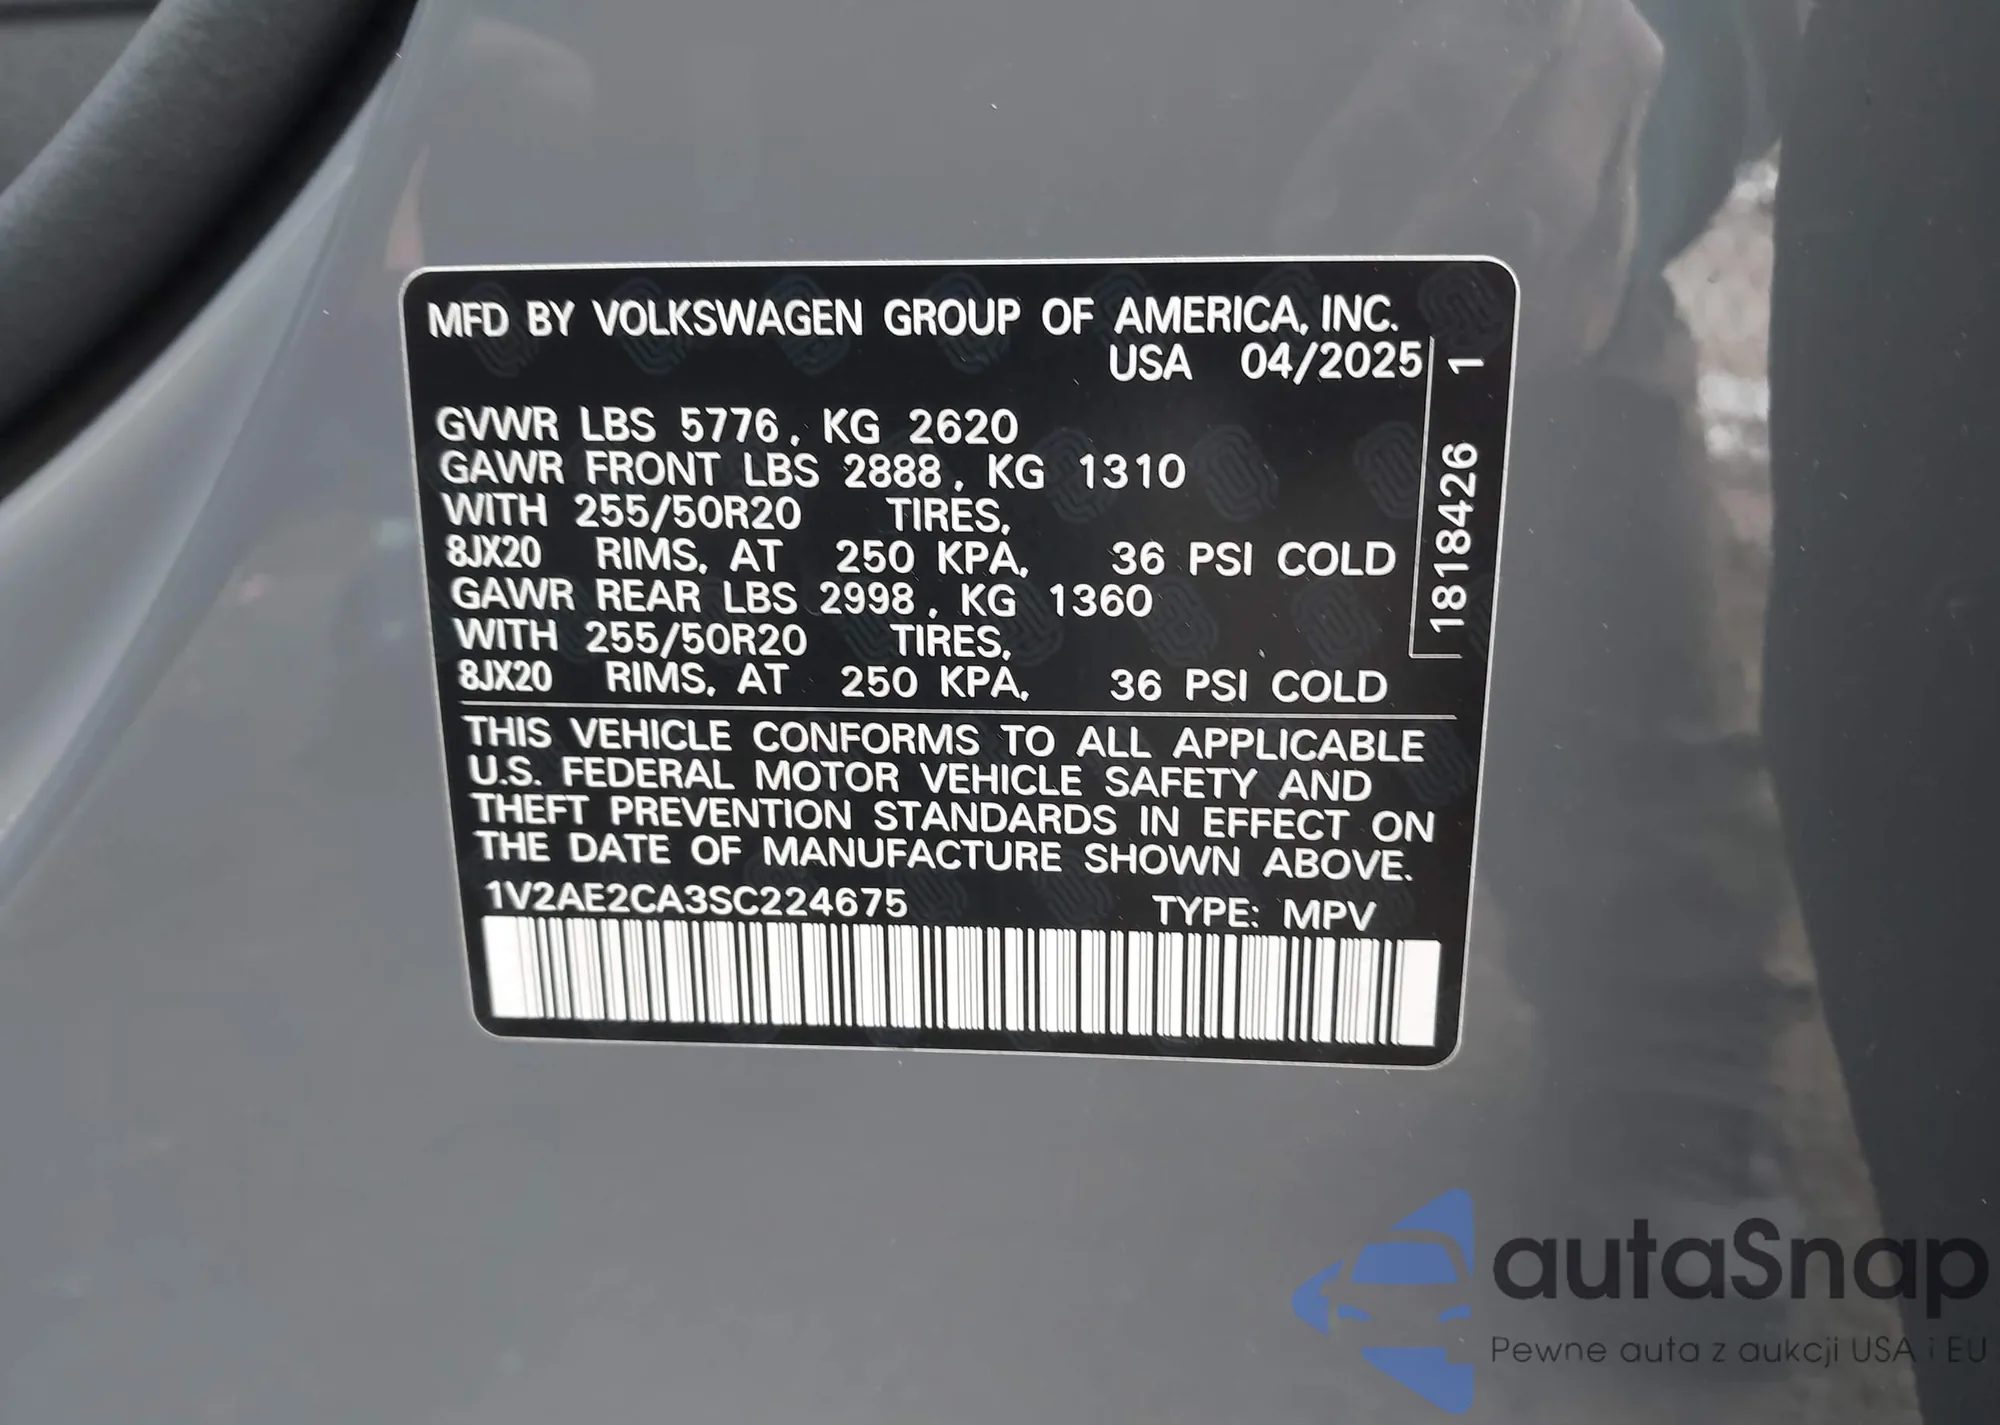 MFD BY VOLKSWAGEN GROUP OF AMERICA, INC.
USA 04/2025
GVWR LBS 5776, KG 2620
GAWR FRONT LBS 2888, KG 1310
WITH 255/50R20 TIRES,
8JX20 RIMS, AT 250 KPA, 36 PSI COLD
GAWR REAR LBS 2998, KG 1360
WITH 255/50R20 TIRES,
8JX20 RIMS, AT 250 KPA, 36 PSI COLD
1818426 1
THIS VEHICLE CONFORMS TO ALL APPLICABLE
U.S. FEDERAL MOTOR VEHICLE SAFETY AND
THEFT PREVENTION STANDARDS IN EFFECT ON
THE DATE OF MANUFACTURE SHOWN ABOVE.
1V2AE2CA3SC224675 TYPE: MPV
autaSnap
Pewne auta z aukcji USA i EU